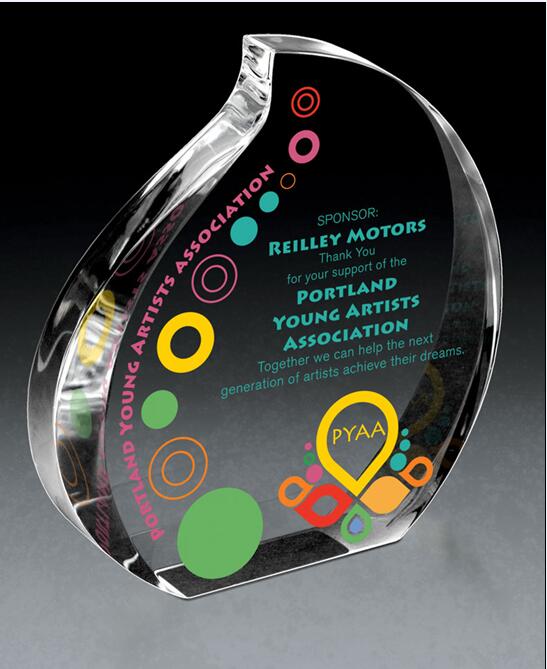 PORTLAND YOUNG ARTISTS ASSOCIATION
SPONSOR:
REILLEY MOTORS
Thank You
for your support of the
PORTLAND
YOUNG ARTISTS
ASSOCIATION
Together we can help the next
generation of artists achieve their dreams.
PYAA